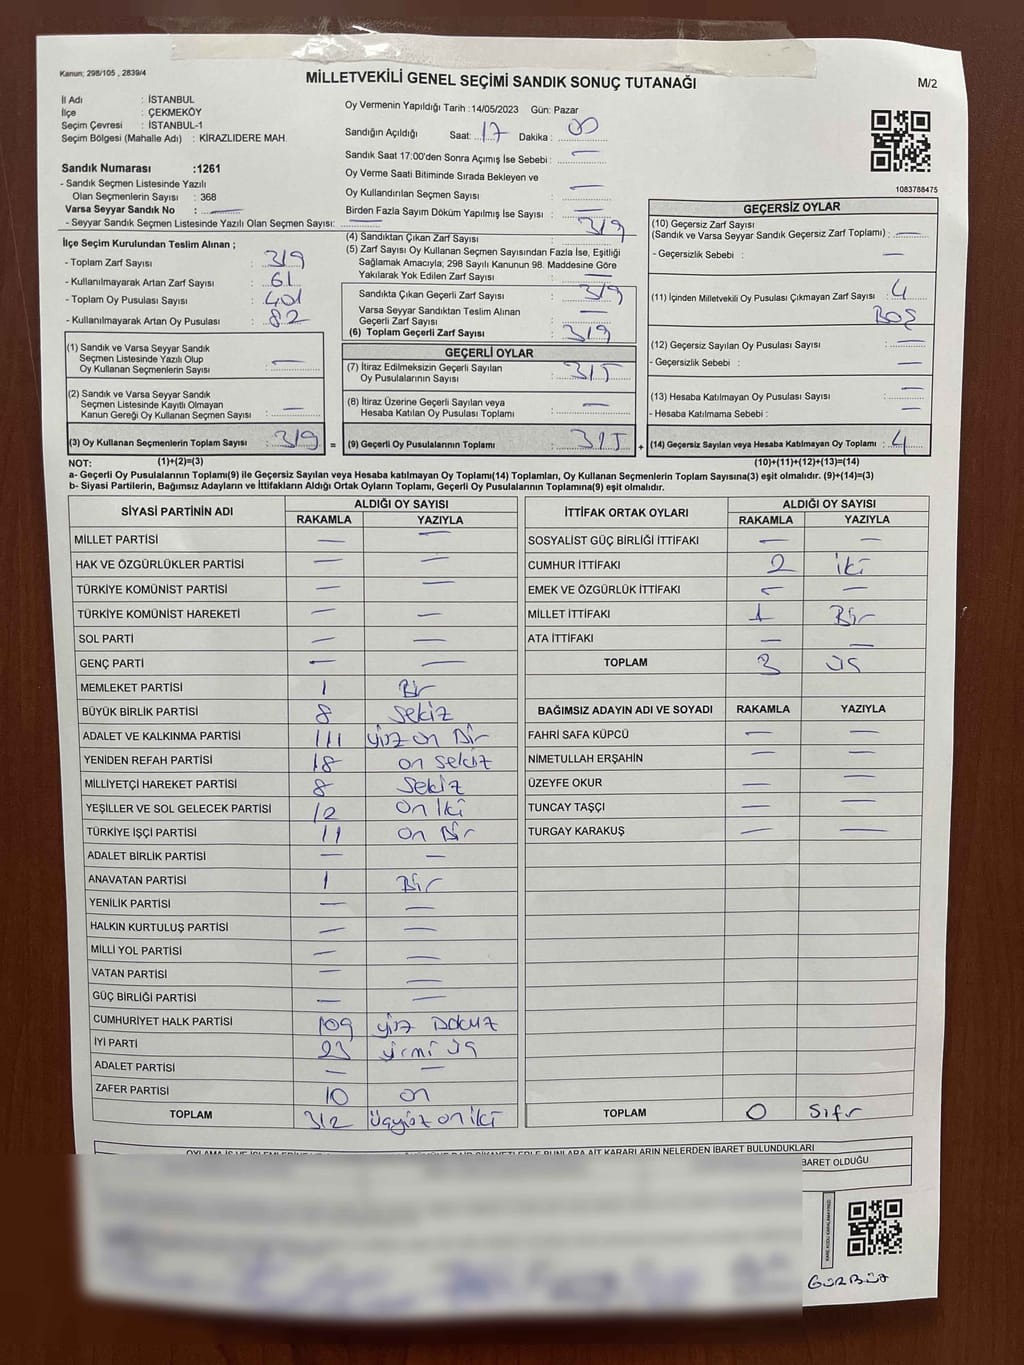 Kanun; 298/105 , 2839/4
MİLLETVEKİLİ GENEL SEÇİMİ SANDIK SONUÇ TUTANAĞI
M/2
İl Adı : İSTANBUL
İlçe : ÇEKMEKÖY
Seçim Çevresi : İSTANBUL-1
Seçim Bölgesi (Mahalle Adı) : KİRAZLIDERE MAH.
Sandık Numarası :1261
- Sandık Seçmen Listesinde Yazılı
Olan Seçmenlerin Sayısı : 368
Varsa Seyyar Sandık No : —
- Seyyar Sandık Seçmen Listesinde Yazılı Olan Seçmen Sayısı: —
İlçe Seçim Kurulundan Teslim Alınan ;
- Toplam Zarf Sayısı : 319
- Kullanılmayarak Artan Zarf Sayısı : 61
- Toplam Oy Pusulası Sayısı : 401
- Kullanılmayarak Artan Oy Pusulası : 82
(1) Sandık ve Varsa Seyyar Sandık
Seçmen Listesinde Yazılı Olup
Oy Kullanan Seçmenlerin Sayısı : —
(2) Sandık ve Varsa Seyyar Sandık
Seçmen Listesinde Kayıtlı Olmayan
Kanun Gereği Oy Kullanan Seçmen Sayısı : —
(3) Oy Kullanan Seçmenlerin Toplam Sayısı : 319
(1)+(2)=(3)
Oy Vermenin Yapıldığı Tarih :14/05/2023 Gün: Pazar
Sandığın Açıldığı Saat: 17 Dakika : 00
Sandık Saat 17:00'den Sonra Açımış İse Sebebi : —
Oy Verme Saati Bitiminde Sırada Bekleyen ve
Oy Kullandırılan Seçmen Sayısı : —
Birden Fazla Sayım Döküm Yapılmış İse Sayısı : —
(4) Sandıktan Çıkan Zarf Sayısı : 319
(5) Zarf Sayısı Oy Kullanan Seçmen Sayısından Fazla İse, Eşitliği
Sağlamak Amacıyla; 298 Sayılı Kanunun 98. Maddesine Göre
Yakılarak Yok Edilen Zarf Sayısı : —
Sandıkta Çıkan Geçerli Zarf Sayısı : 319
Varsa Seyyar Sandıktan Teslim Alınan
Geçerli Zarf Sayısı : —
(6) Toplam Geçerli Zarf Sayısı : 319
GEÇERLİ OYLAR
(7) İtiraz Edilmeksizin Geçerli Sayılan
Oy Pusulalarının Sayısı : 315
(8) İtiraz Üzerine Geçerli Sayılan veya
Hesaba Katılan Oy Pusulası Toplamı : —
= (9) Geçerli Oy Pusulalarının Toplamı : 315
1083788475
GEÇERSİZ OYLAR
(10) Geçersiz Zarf Sayısı
(Sandık ve Varsa Seyyar Sandık Geçersiz Zarf Toplamı) : —
- Geçersizlik Sebebi : —
(11) İçinden Milletvekili Oy Pusulası Çıkmayan Zarf Sayısı : 4
BOŞ
(12) Geçersiz Sayılan Oy Pusulası Sayısı : —
- Geçersizlik Sebebi : —
(13) Hesaba Katılmayan Oy Pusulası Sayısı : —
- Hesaba Katılmama Sebebi : —
+ (14) Geçersiz Sayılan veya Hesaba Katılmayan Oy Toplamı : 4
(10)+(11)+(12)+(13)=(14)
NOT:
a- Geçerli Oy Pusulaların Toplamı(9) ile Geçersiz Sayılan veya Hesaba katılmayan Oy Toplamı(14) Toplamları, Oy Kullanan Seçmenlerin Toplam Sayısına(3) eşit olmalıdır. (9)+(14)=(3)
b- Siyasi Partilerin, Bağımsız Adayların ve İttifakların Aldığı Ortak Oyların Toplamı, Geçerli Oy Pusulalarının Toplamına(9) eşit olmalıdır.
SİYASİ PARTİNİN ADI
ALDIĞI OY SAYISI
RAKAMLA YAZIYLA
MİLLET PARTİSİ — —
HAK VE ÖZGÜRLÜKLER PARTİSİ — —
TÜRKİYE KOMÜNİST PARTİSİ — —
TÜRKİYE KOMÜNİST HAREKETİ — —
SOL PARTİ — —
GENÇ PARTİ — —
MEMLEKET PARTİSİ 1 Bir
BÜYÜK BİRLİK PARTİSİ 8 Sekiz
ADALET VE KALKINMA PARTİSİ 111 yüz on Bir
YENİDEN REFAH PARTİSİ 18 on sekiz
MİLLİYETÇİ HAREKET PARTİSİ 8 Sekiz
YEŞİLLER VE SOL GELECEK PARTİSİ 12 on iki
TÜRKİYE İŞÇİ PARTİSİ 11 on Bir
ADALET BİRLİK PARTİSİ — —
ANAVATAN PARTİSİ 1 Bir
YENİLİK PARTİSİ — —
HALKIN KURTULUŞ PARTİSİ — —
MİLLİ YOL PARTİSİ — —
VATAN PARTİSİ — —
GÜÇ BİRLİĞİ PARTİSİ — —
CUMHURİYET HALK PARTİSİ 109 yüz Dokuz
İYİ PARTİ 23 yirmi üç
ADALET PARTİSİ — —
ZAFER PARTİSİ 10 on
TOPLAM 312 üçyüz on iki
İTTİFAK ORTAK OYLARI
ALDIĞI OY SAYISI
RAKAMLA YAZIYLA
SOSYALİST GÜÇ BİRLİĞİ İTTİFAKI — —
CUMHUR İTTİFAKI 2 iki
EMEK VE ÖZGÜRLÜK İTTİFAKI — —
MİLLET İTTİFAKI 1 Bir
ATA İTTİFAKI — —
TOPLAM 3 üç
BAĞIMSIZ ADAYIN ADI VE SOYADI RAKAMLA YAZIYLA
FAHRİ SAFA KÜPCÜ — —
NİMETULLAH ERŞAHİN — —
ÜZEYFE OKUR — —
TUNCAY TAŞÇI — —
TURGAY KARAKUŞ — —
TOPLAM 0 Sıfır
BARET OLDUĞU
GÜRBÜZ